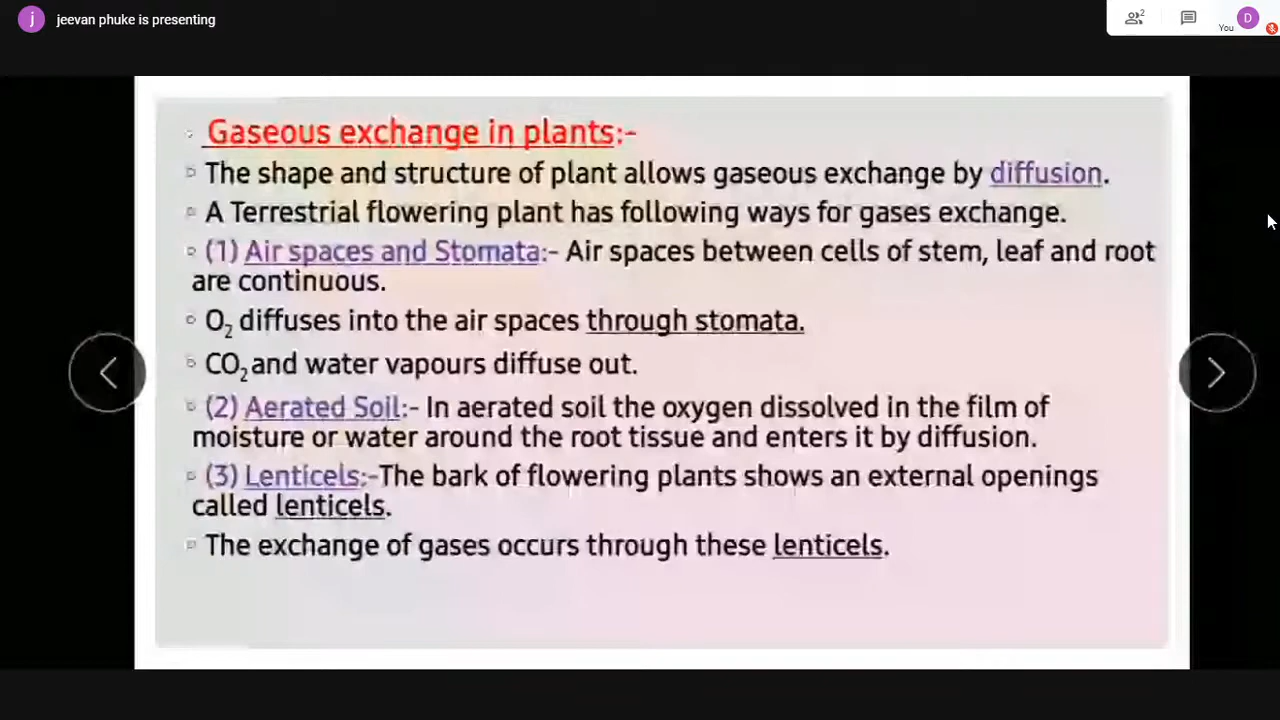 j jeevan phuke is presenting
2
You D
Gaseous exchange in plants:-
The shape and structure of plant allows gaseous exchange by diffusion.
A Terrestrial flowering plant has following ways for gases exchange.
(1) Air spaces and Stomata:- Air spaces between cells of stem, leaf and root
are continuous.
O₂ diffuses into the air spaces through stomata.
CO₂ and water vapours diffuse out.
(2) Aerated Soil:- In aerated soil the oxygen dissolved in the film of
moisture or water around the root tissue and enters it by diffusion.
(3) Lenticels:-The bark of flowering plants shows an external openings
called lenticels.
The exchange of gases occurs through these lenticels.